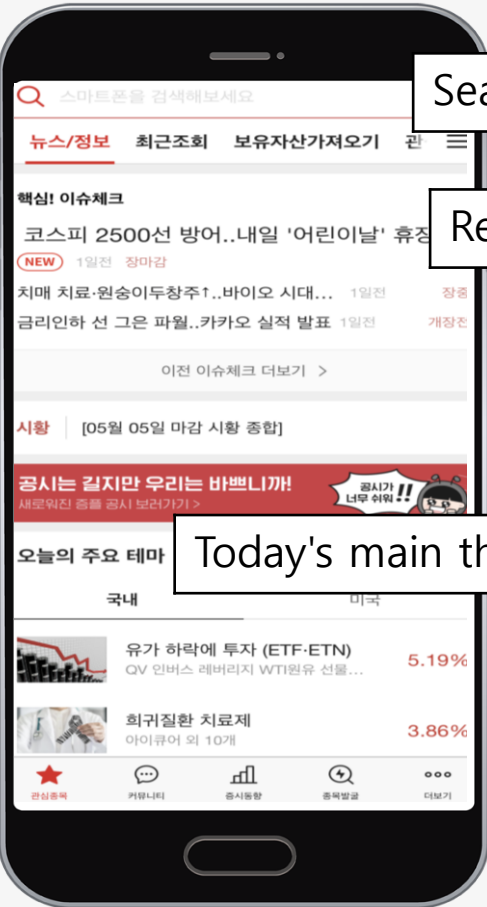 스마트폰을 검색해보세요
Sea
뉴스/정보 최근조회 보유자산가져오기 관
핵심! 이슈체크
Re
코스피 2500선 방어..내일 '어린이날' 휴장
NEW 1일전 장마감
치매 치료·원숭이두창주↑..바이오 시대... 1일전 장중
금리인하 선 그은 파월..카카오 실적 발표 1일전 개장전
이전 이슈체크 더보기 >
시황 [05월 05일 마감 시황 종합]
공시는 길지만 우리는 바쁘니까!
새로워진 증플 공시 보러가기 >
공시가
너무 쉬워!!
오늘의 주요 테마
Today's main th
국내 미국
유가 하락에 투자 (ETF·ETN) 5.19%
QV 인버스 레버리지 WTI원유 선물...
희귀질환 치료제 3.86%
아이큐어 외 10개
관심종목 커뮤니티 증시동향 종목발굴 더보기